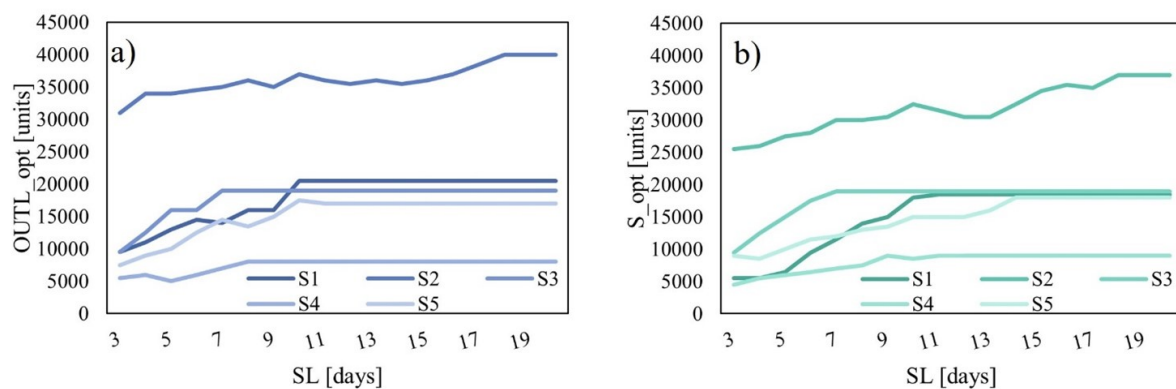 a)
OUTL_opt [units]
45000
40000
35000
30000
25000
20000
15000
10000
5000
0
S1 S2 S3
S4 S5
3 5 7 9 11 13 15 17 19
SL [days]
b)
S_opt [units]
45000
40000
35000
30000
25000
20000
15000
10000
5000
0
S1 S2 S3
S4 S5
3 5 7 9 11 13 15 17 19
SL [days]